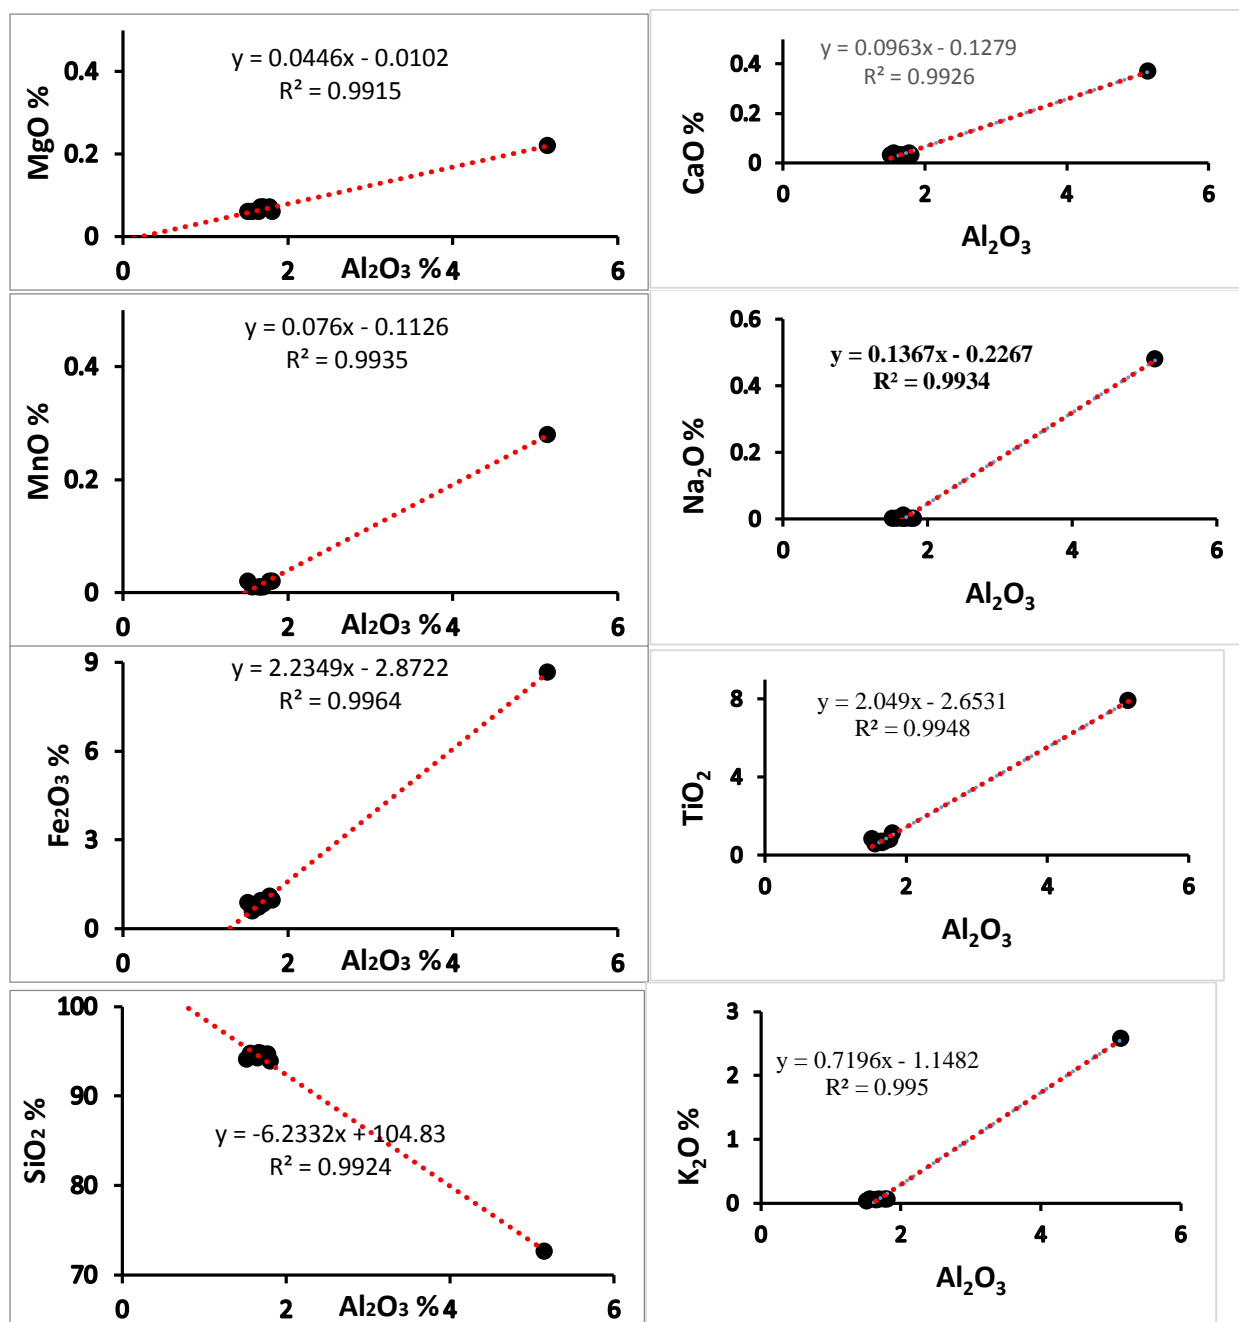 y = 0.0446x - 0.0102
R² = 0.9915
MgO %
0.4
0.2
0
0 2 4 6
Al₂O₃ %
y = 0.0963x - 0.1279
R² = 0.9926
CaO %
0.4
0.2
0
0 2 4 6
Al₂O₃
y = 0.076x - 0.1126
R² = 0.9935
MnO %
0.4
0.2
0
0 2 4 6
Al₂O₃ %
y = 0.1367x - 0.2267
R² = 0.9934
Na₂O %
0.6
0.4
0.2
0
0 2 4 6
Al₂O₃
y = 2.2349x - 2.8722
R² = 0.9964
Fe₂O₃ %
9
6
3
0
0 2 4 6
Al₂O₃ %
y = 2.049x - 2.6531
R² = 0.9948
TiO₂
8
4
0
0 2 4 6
Al₂O₃
y = -6.2332x + 104.83
R² = 0.9924
SiO₂ %
100
90
80
70
0 2 4 6
Al₂O₃ %
y = 0.7196x - 1.1482
R² = 0.995
K₂O %
3
2
1
0
0 2 4 6
Al₂O₃